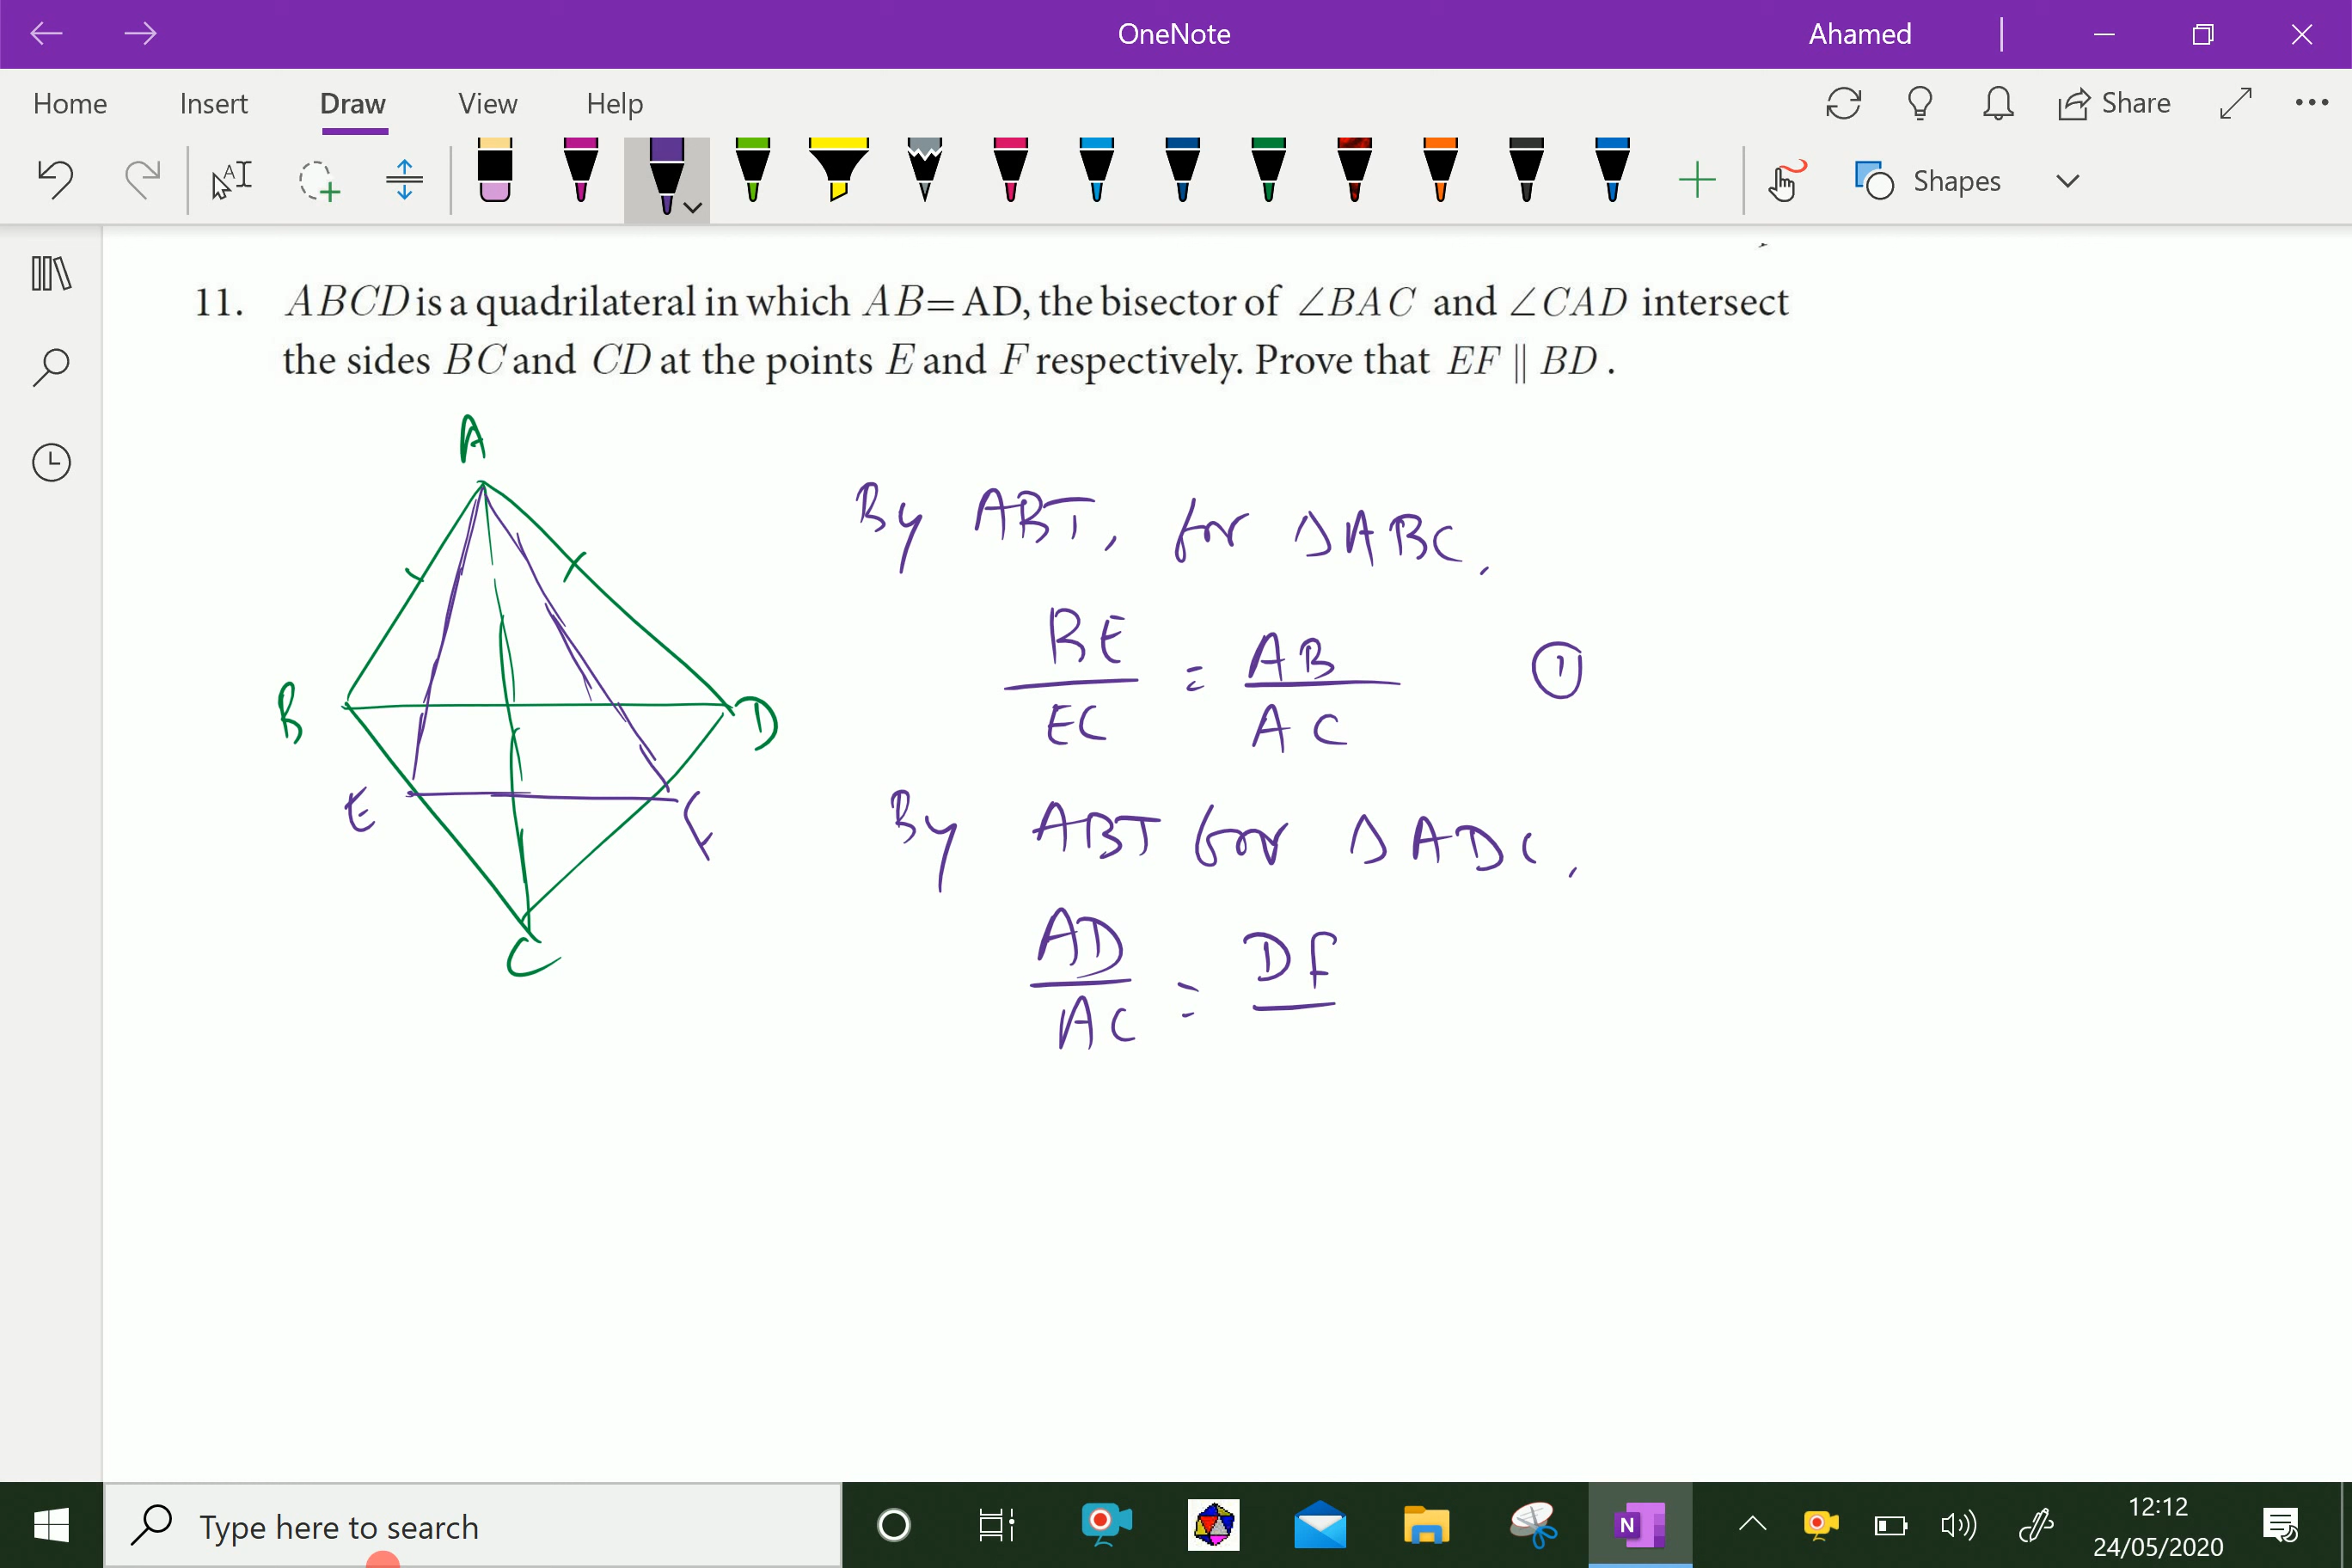 OneNote
Ahamed
Home Insert Draw View Help
Share
Shapes
11. ABCD is a quadrilateral in which AB=AD, the bisector of ∠BAC and ∠CAD intersect
the sides BC and CD at the points E and F respectively. Prove that EF || BD.
A
B
D
E
F
C
By ABT, for ΔABC,
BE/EC = AB/AC ①
By ABT for ΔADC,
AD/AC = DF
Type here to search
N
12:12
24/05/2020